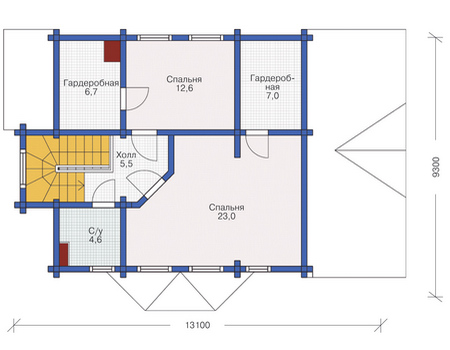 Гардеробная
6,7
Спальня
12,6
Гардероб-
ная
7,0
Холл
5,5
Спальня
23,0
С/у
4,6
9300
13100